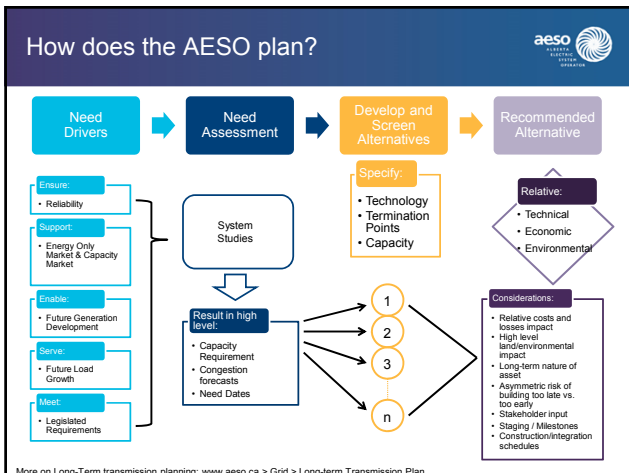 How does the AESO plan?
aeso
ALBERTA
ELECTRIC
SYSTEM
OPERATOR
Need
Drivers
Need
Assessment
Develop and
Screen
Alternatives
Recommended
Alternative
Ensure:
• Reliability
Support:
• Energy Only
Market & Capacity
Market
Enable:
• Future Generation
Development
Serve:
• Future Load
Growth
Meet:
• Legislated
Requirements
System
Studies
Result in high
level:
• Capacity
Requirement
• Congestion
forecasts
• Need Dates
Specify:
• Technology
• Termination
Points
• Capacity
1
2
3
n
Relative:
• Technical
• Economic
• Environmental
Considerations:
• Relative costs and
losses impact
• High level
land/environmental
impact
• Long-term nature of
asset
• Asymmetric risk of
building too late vs.
too early
• Stakeholder input
• Staging / Milestones
• Construction/integration
schedules
More on Long-Term transmission planning: www.aeso.ca > Grid > Long-term Transmission Plan